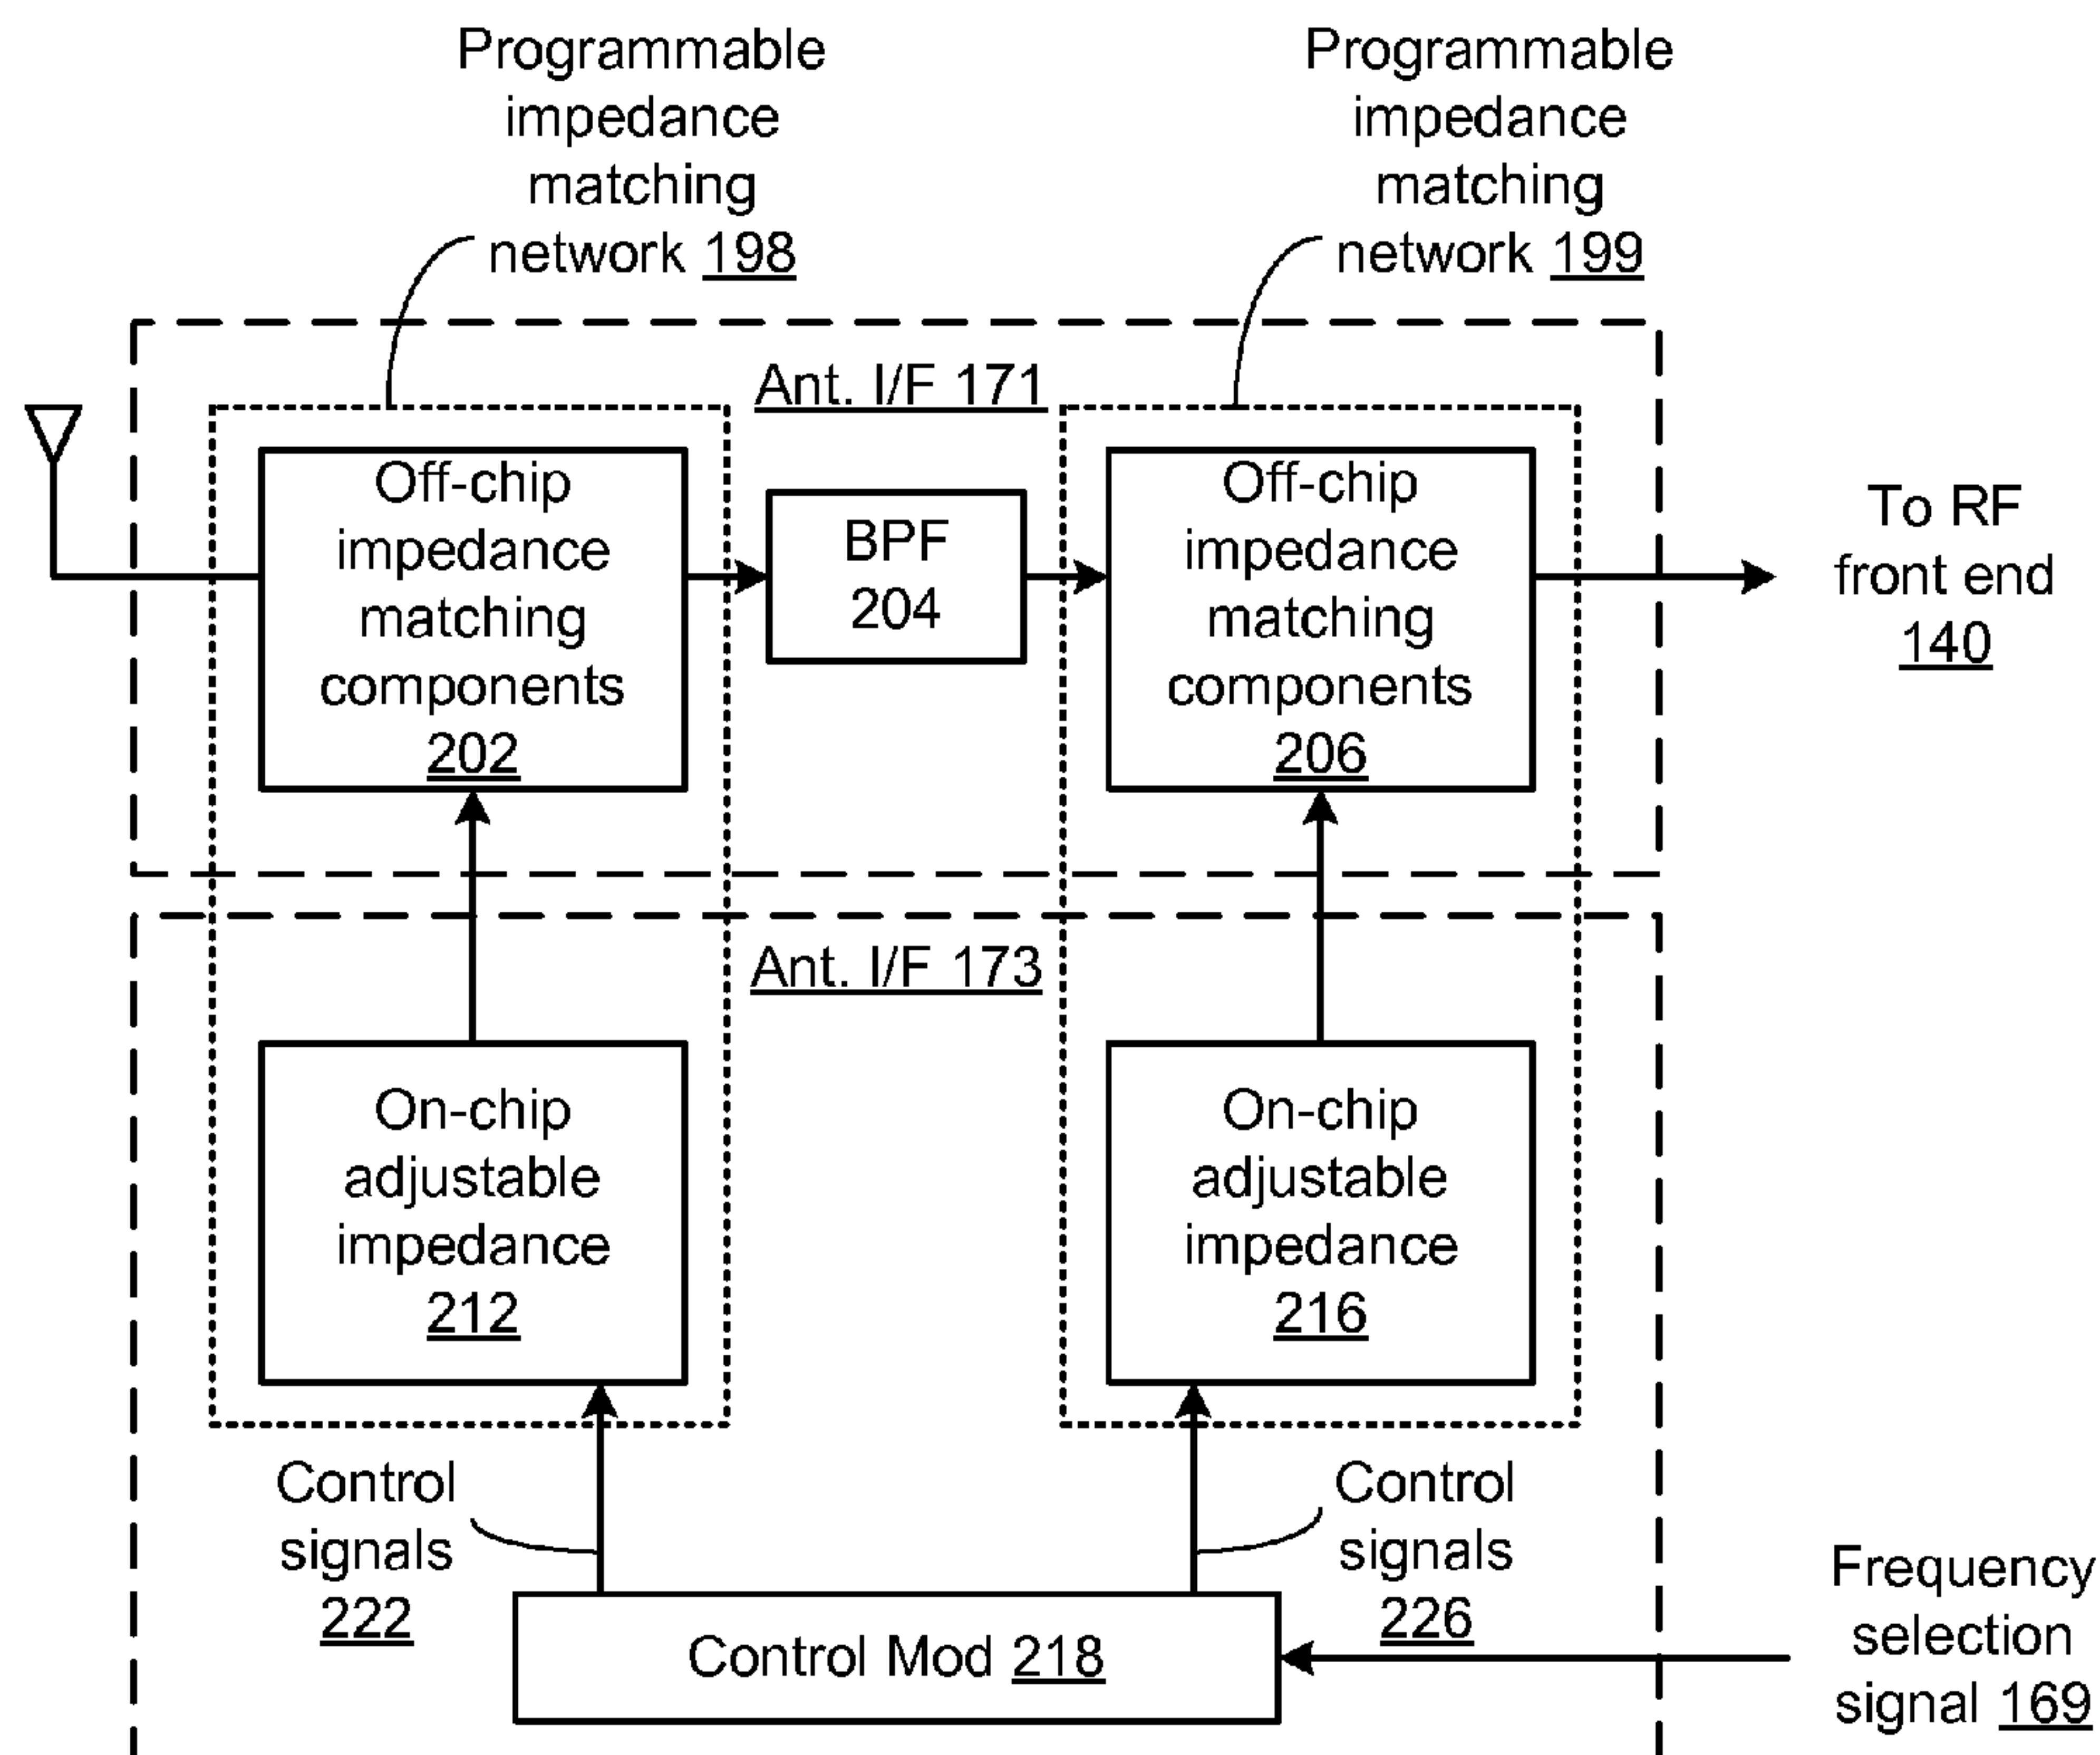 Programmable
impedance
matching
network 198
Programmable
impedance
matching
network 199
Ant. I/F 171
Off-chip
impedance
matching
components
202
BPF
204
Off-chip
impedance
matching
components
206
To RF
front end
140
Ant. I/F 173
On-chip
adjustable
impedance
212
On-chip
adjustable
impedance
216
Control
signals
222
Control
signals
226
Control Mod 218
Frequency
selection
signal 169